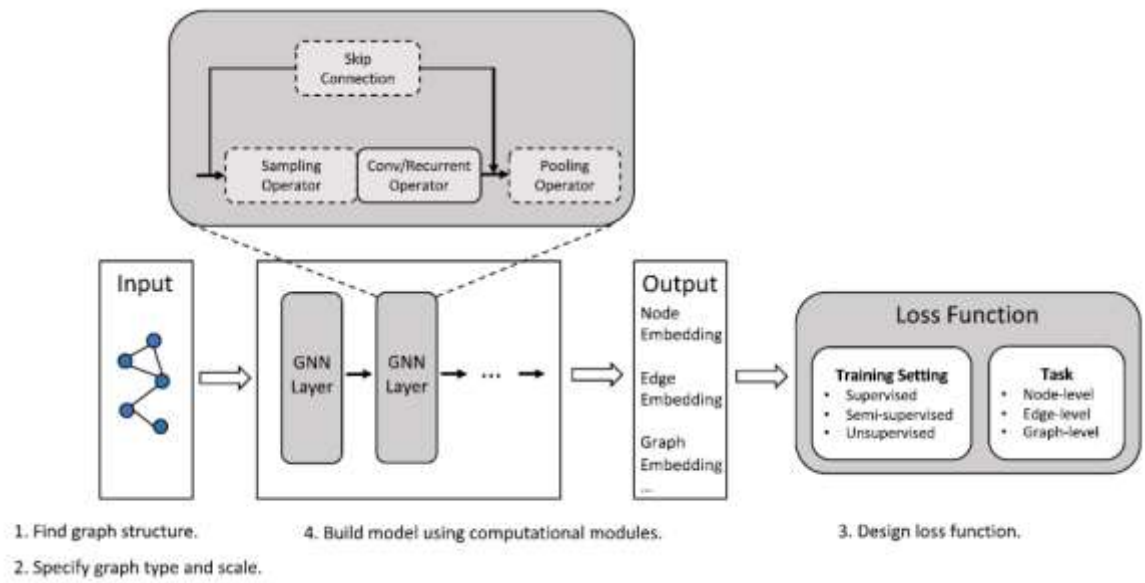 Skip
Connection
Sampling
Operator
Conv/Recurrent
Operator
Pooling
Operator
Input
GNN
Layer
GNN
Layer
...
Output
Node
Embedding
Edge
Embedding
Graph
Embedding
...
Loss Function
Training Setting
• Supervised
• Semi-supervised
• Unsupervised
Task
• Node-level
• Edge-level
• Graph-level
1. Find graph structure.
2. Specify graph type and scale.
4. Build model using computational modules.
3. Design loss function.